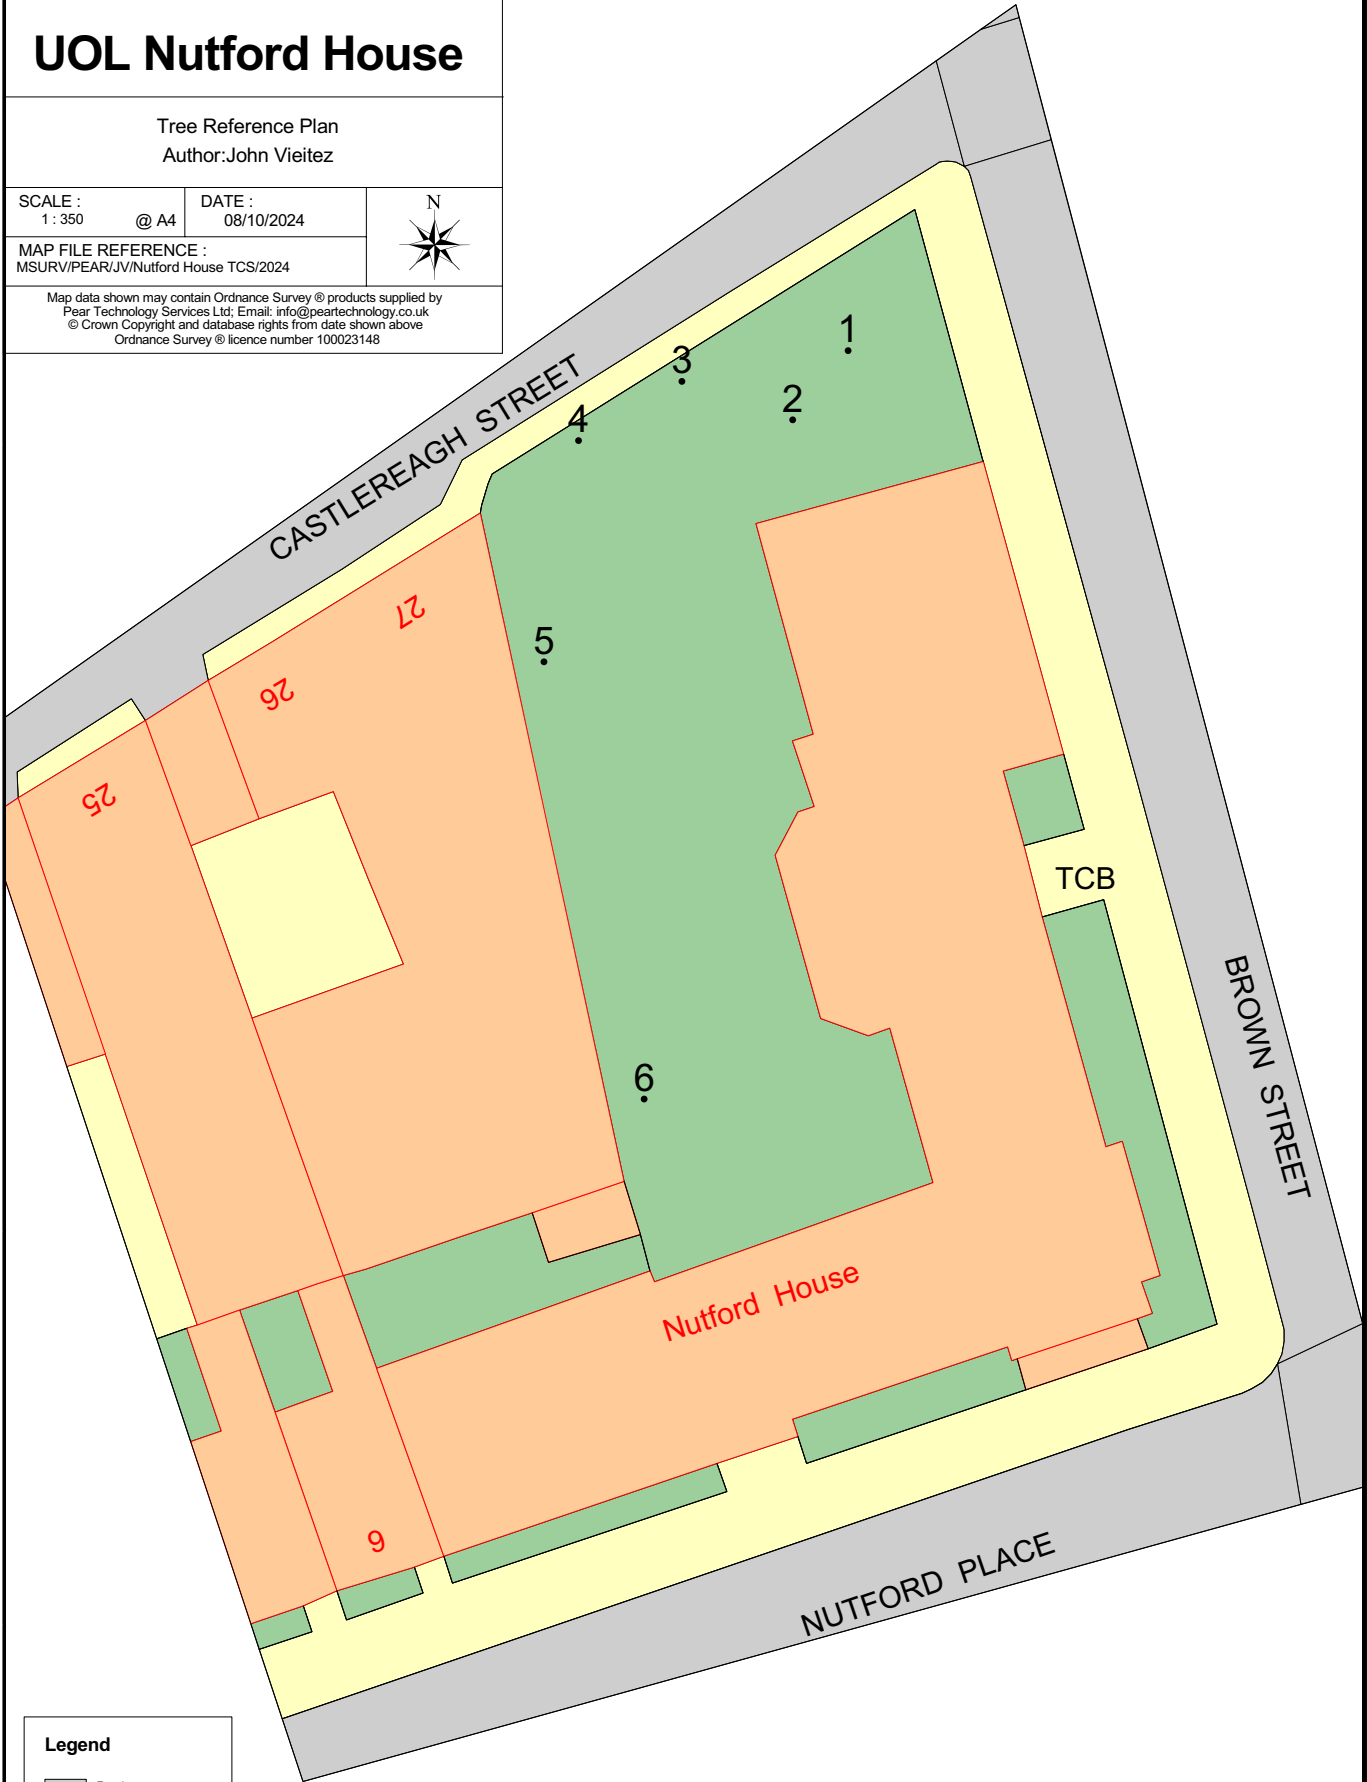 UOL Nutford House
Tree Reference Plan
Author:John Vieitez
SCALE :
1 : 350 @ A4
DATE :
08/10/2024
N
MAP FILE REFERENCE :
MSURV/PEAR/JV/Nutford House TCS/2024
Map data shown may contain Ordnance Survey ® products supplied by
Pear Technology Services Ltd; Email: info@peartechnology.co.uk
© Crown Copyright and database rights from date shown above
Ordnance Survey ® licence number 100023148
1
3
2
4
CASTLEREAGH STREET
27
5
26
25
TCB
BROWN STREET
6
Nutford House
9
NUTFORD PLACE
Legend